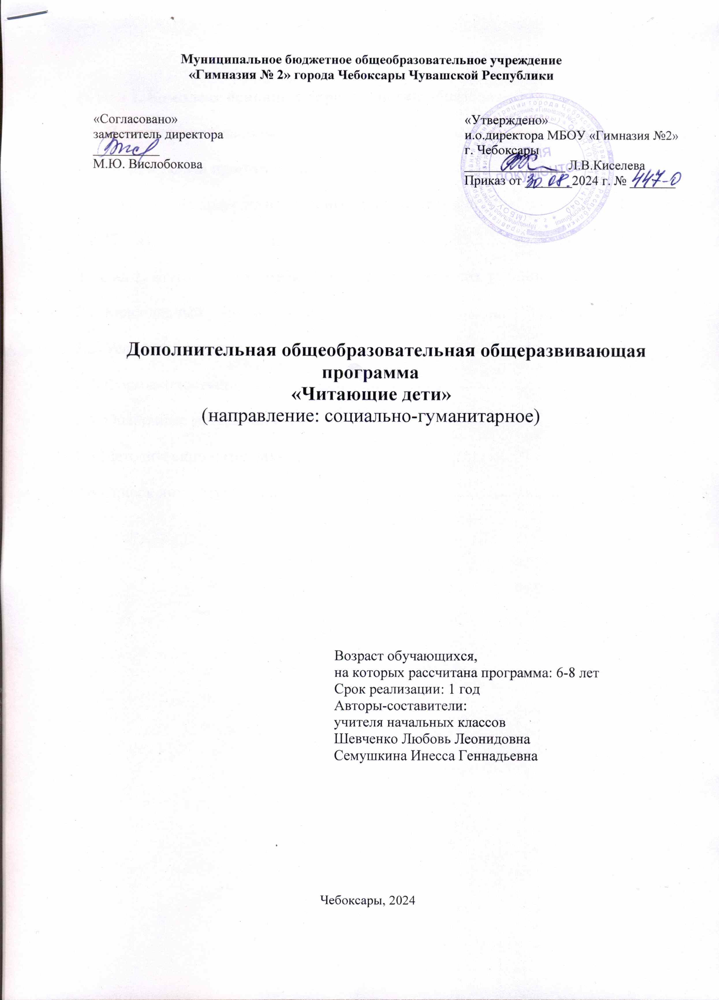 Муниципальное бюджетное общеобразовательное учреждение
«Гимназия № 2» города Чебоксары Чувашской Республики
«Согласовано»
заместитель директора
М.Ю. Вислобокова
«Утверждено»
и.о.директора МБОУ «Гимназия №2»
г. Чебоксары
Л.В.Киселева
Приказ от 30.08.2024 г. № 447-О
ДЛЯ
ДОКУМЕНТОВ
Дополнительная общеобразовательная общеразвивающая
программа
«Читающие дети»
(направление: социально-гуманитарное)
Возраст обучающихся,
на которых рассчитана программа: 6-8 лет
Срок реализации: 1 год
Авторы-составители:
учителя начальных классов
Шевченко Любовь Леонидовна
Семушкина Инесса Геннадьевна
Чебоксары, 2024